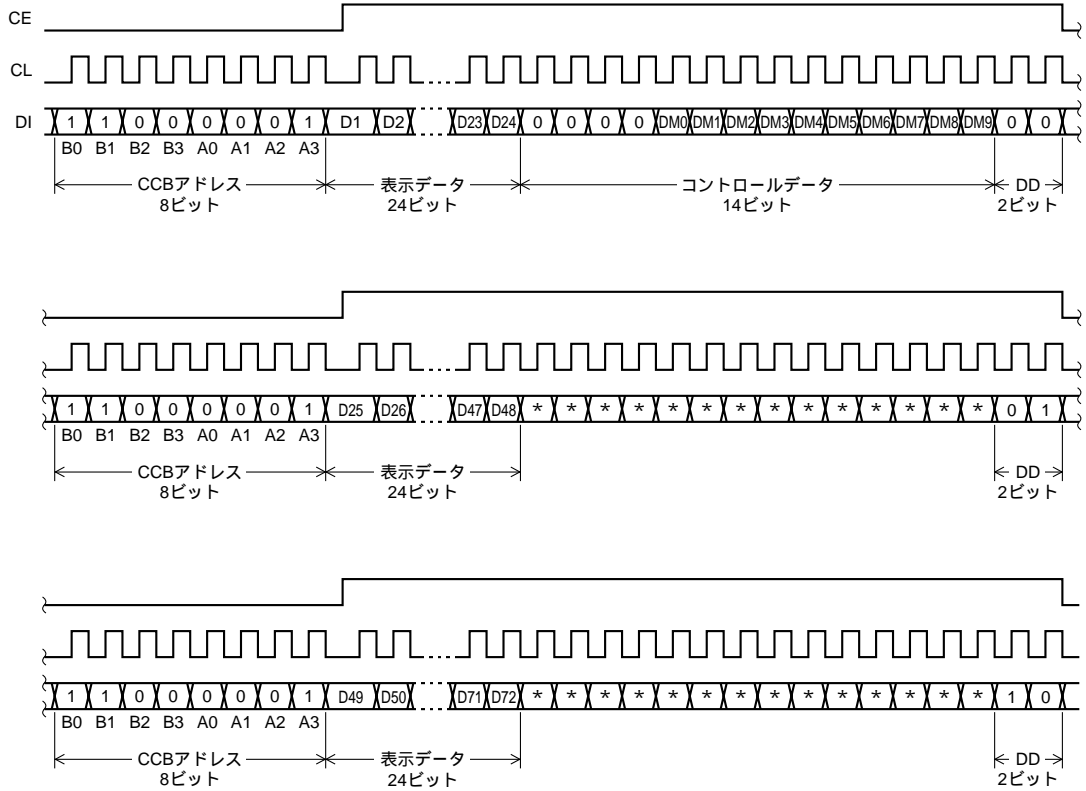 CE
CL
DI 1 1 0 0 0 0 0 1 D1 D2 D23 D24 0 0 0 0 DM0 DM1 DM2 DM3 DM4 DM5 DM6 DM7 DM8 DM9 0 0
B0 B1 B2 B3 A0 A1 A2 A3
CCBアドレス 表示データ コントロールデータ DD
8ビット 24ビット 14ビット 2ビット
1 1 0 0 0 0 0 1 D25 D26 D47 D48 * * * * * * * * * * * * * * 0 1
B0 B1 B2 B3 A0 A1 A2 A3
CCBアドレス 表示データ DD
8ビット 24ビット 2ビット
1 1 0 0 0 0 0 1 D49 D50 D71 D72 * * * * * * * * * * * * * * 1 0
B0 B1 B2 B3 A0 A1 A2 A3
CCBアドレス 表示データ DD
8ビット 24ビット 2ビット